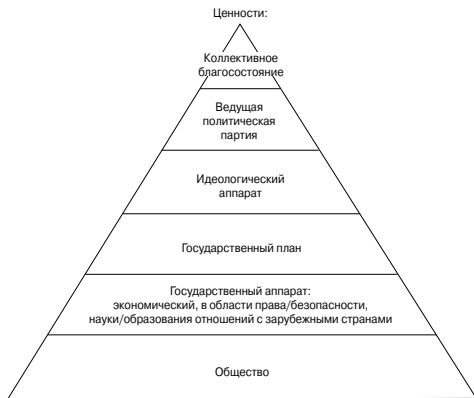 Ценности:
Коллективное
благосостояние
Ведущая
политическая
партия
Идеологический
аппарат
Государственный план
Государственный аппарат:
экономический, в области права/безопасности,
науки/образования отношений с зарубежными странами
Общество